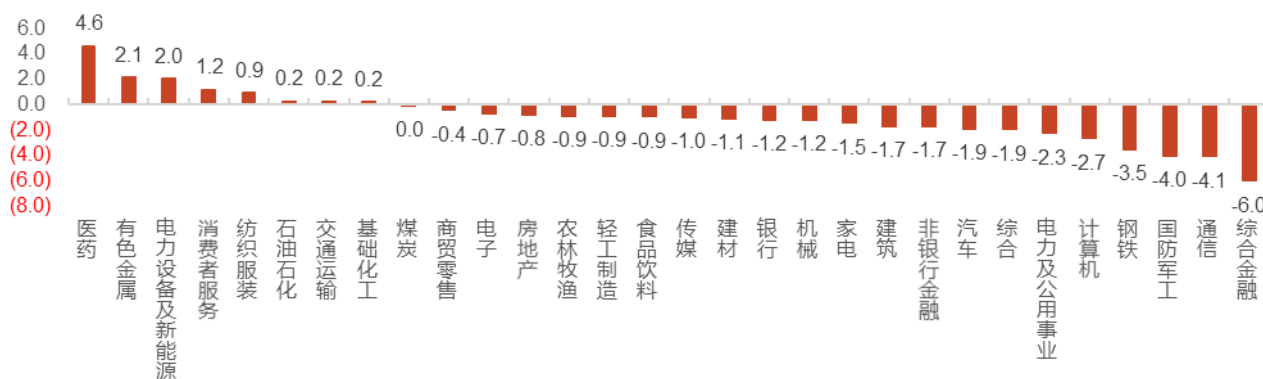 6.0
4.0
2.0
0.0
(2.0)
(4.0)
(6.0)
(8.0)
4.6
2.1
2.0
1.2
0.9
0.2
0.2
0.2
0.0
-0.4
-0.7
-0.8
-0.9
-0.9
-0.9
-1.0
-1.1
-1.2
-1.2
-1.5
-1.7
-1.7
-1.9
-1.9
-2.3
-2.7
-3.5
-4.0
-4.1
-6.0
医药
有色金属
电力设备及新能源
消费者服务
纺织服装
石油石化
交通运输
基础化工
煤炭
商贸零售
电子
房地产
农林牧渔
轻工制造
食品饮料
传媒
建材
银行
机械
家电
建筑
非银行金融
汽车
综合
电力及公用事业
计算机
钢铁
国防军工
通信
综合金融